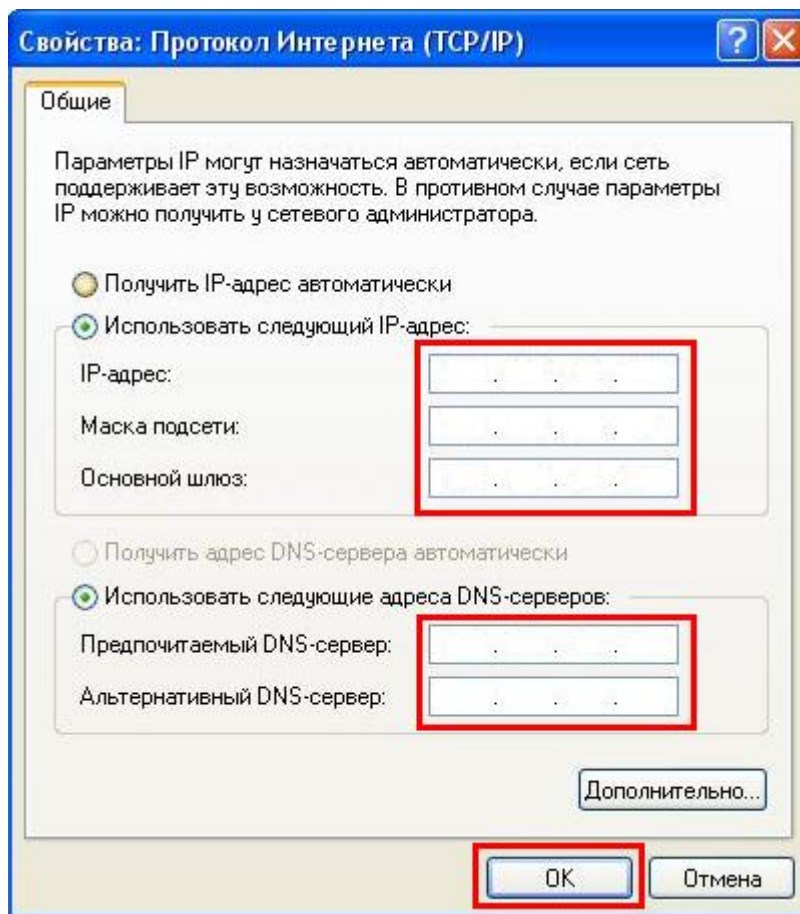 Свойства: Протокол Интернета (TCP/IP)
Общие
Параметры IP могут назначаться автоматически, если сеть
поддерживает эту возможность. В противном случае параметры
IP можно получить у сетевого администратора.
Получить IP-адрес автоматически
Использовать следующий IP-адрес:
IP-адрес:
Маска подсети:
Основной шлюз:
Получить адрес DNS-сервера автоматически
Использовать следующие адреса DNS-серверов:
Предпочитаемый DNS-сервер:
Альтернативный DNS-сервер:
Дополнительно...
OK
Отмена